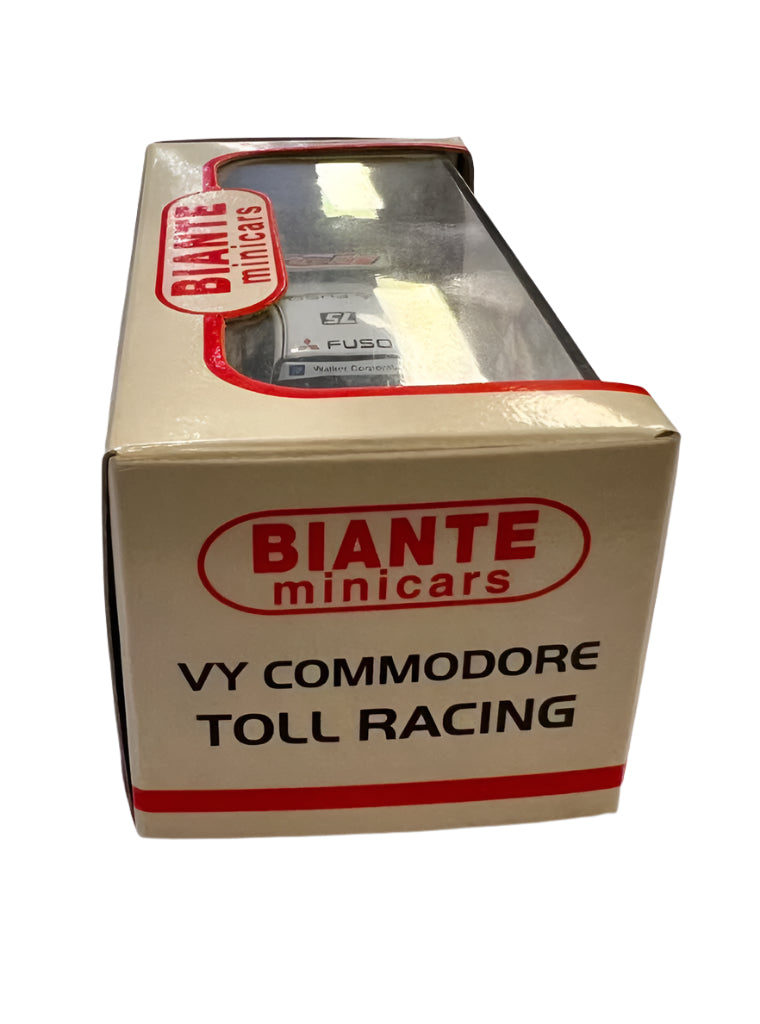 BIANTE
minicars
75
FUSO
BIANTE
minicars
VY COMMODORE
TOLL RACING